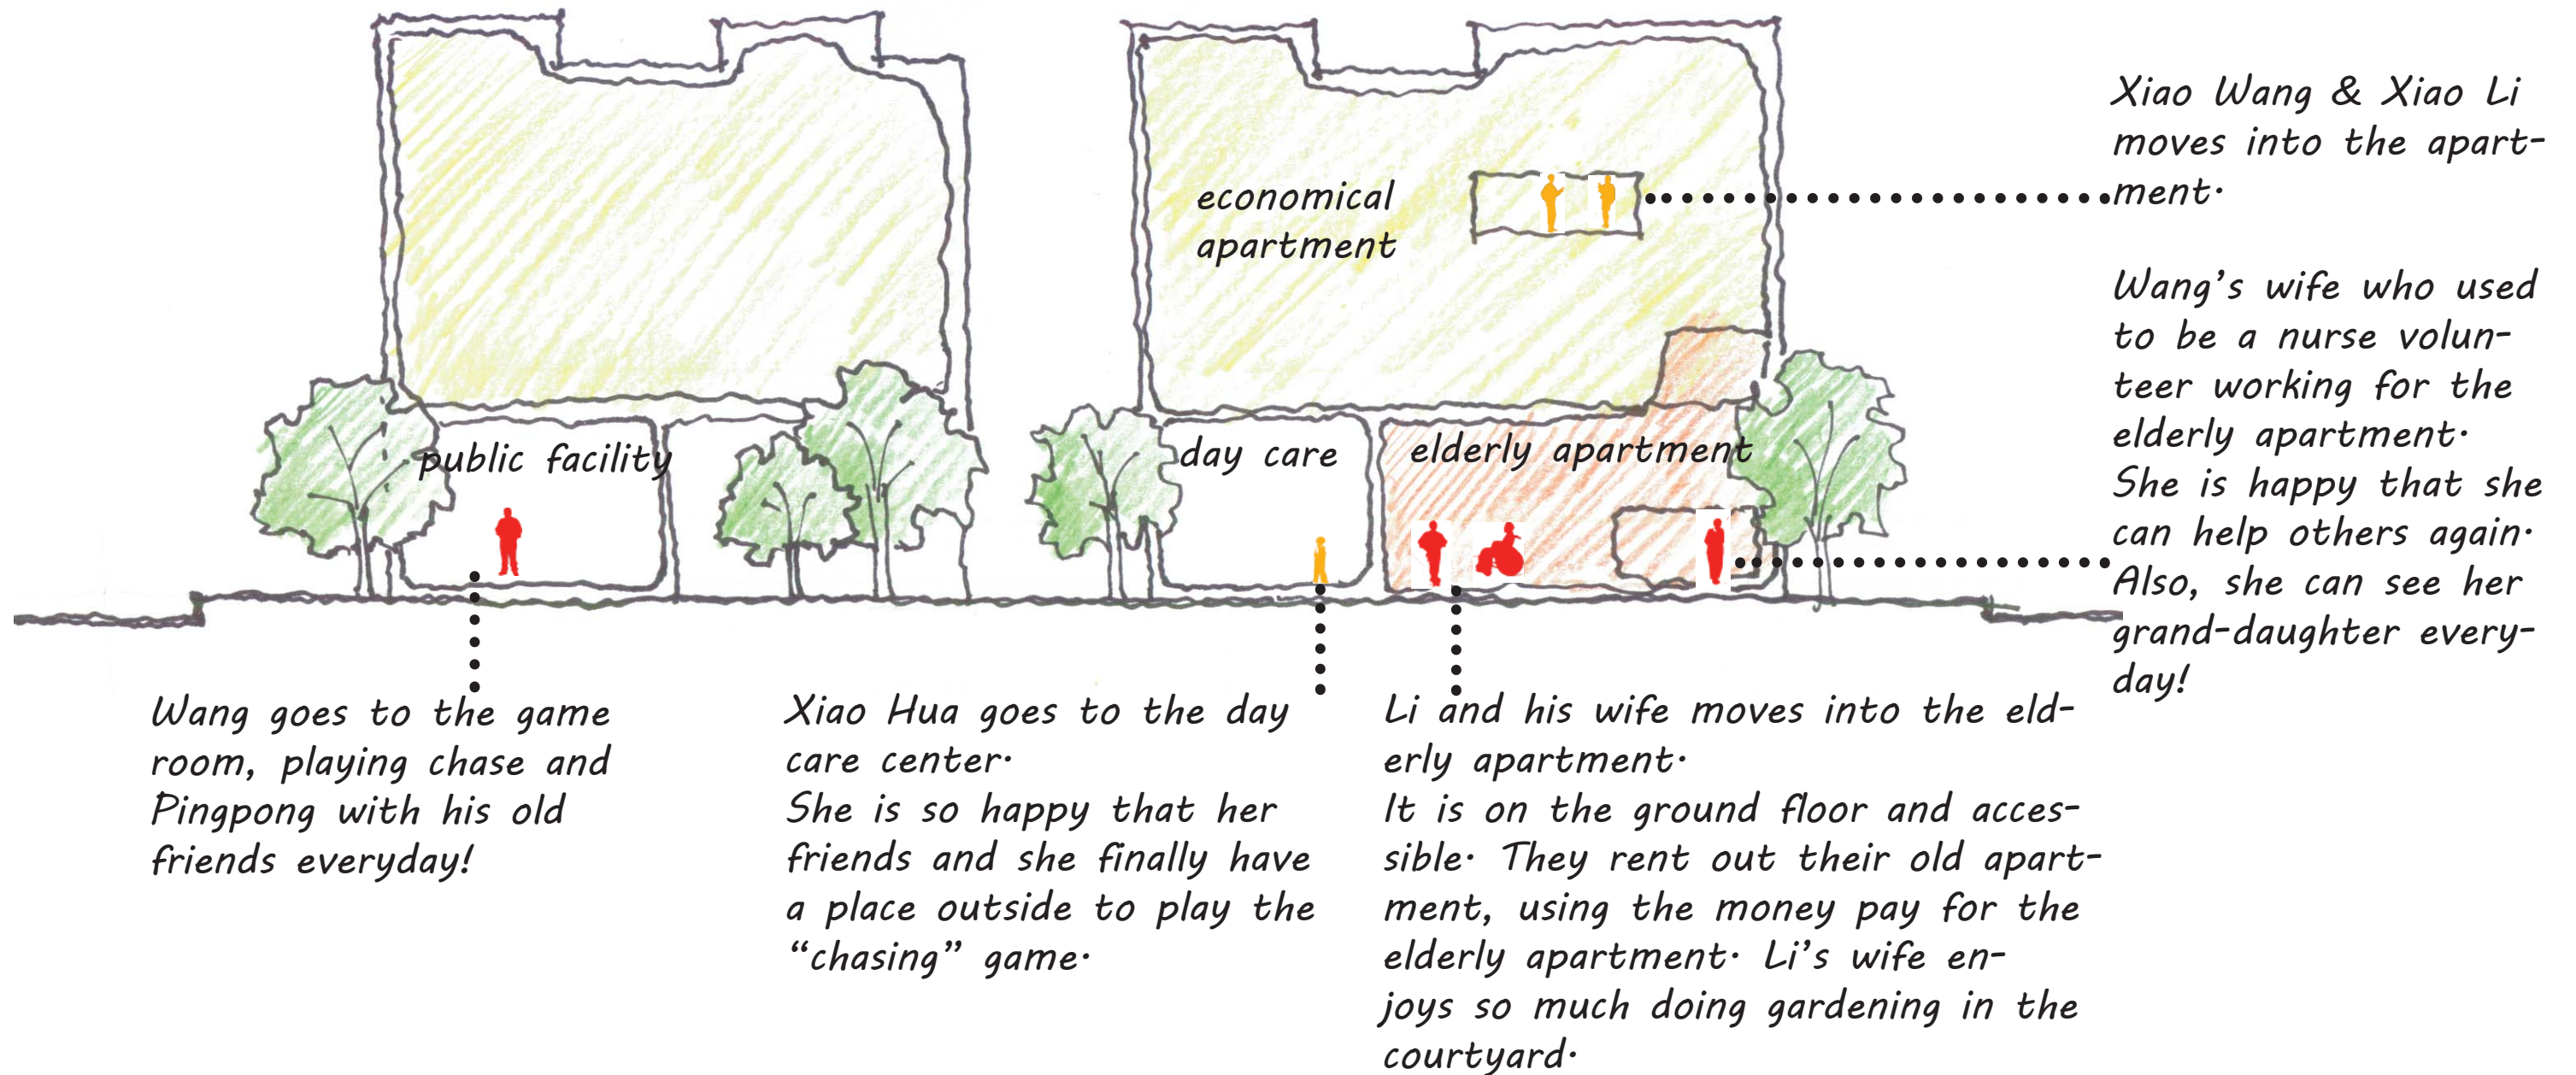 economical
apartment
public facility
day care
elderly apartment
Xiao Wang & Xiao Li
moves into the apart-
ment.
Wang's wife who used
to be a nurse volun-
teer working for the
elderly apartment.
She is happy that she
can help others again.
Also, she can see her
grand-daughter every-
day!
Wang goes to the game
room, playing chase and
Pingpong with his old
friends everyday!
Xiao Hua goes to the day
care center.
She is so happy that her
friends and she finally have
a place outside to play the
“chasing” game.
Li and his wife moves into the eld-
erly apartment.
It is on the ground floor and acces-
sible. They rent out their old apart-
ment, using the money pay for the
elderly apartment. Li's wife en-
joys so much doing gardening in the
courtyard.